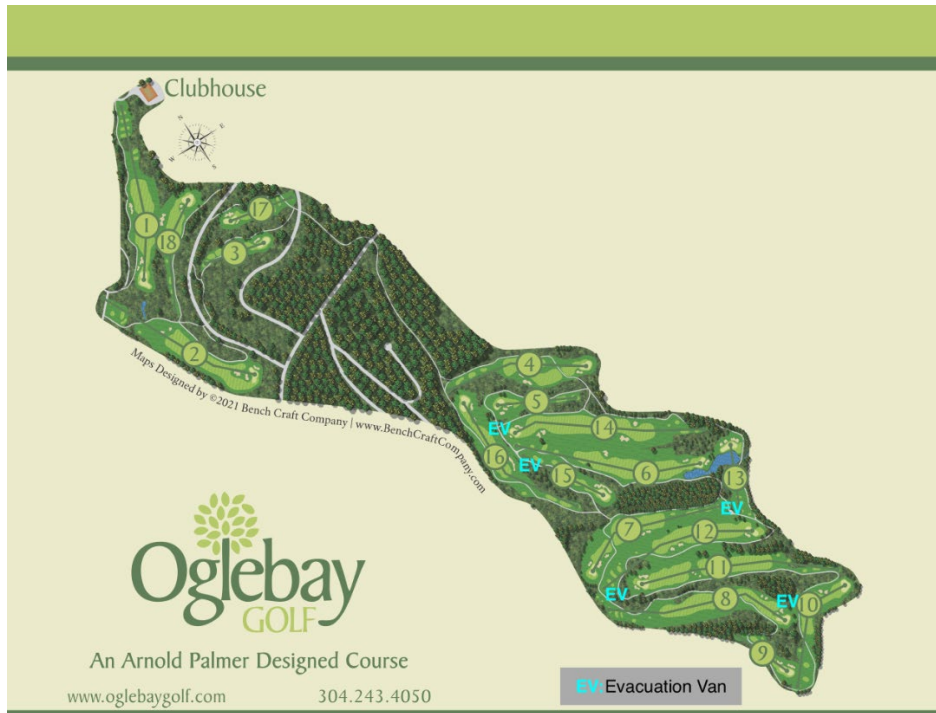 Clubhouse
17
1
18
3
2
4
5
14
EV
16
EV
15
6
13
EV
7
12
11
EV
8
EV
10
9
Maps Designed by ©2021 Bench Craft Company | www.BenchCraftCompany.com
Oglebay
GOLF
An Arnold Palmer Designed Course
www.oglebaygolf.com 304.243.4050
EV:Evacuation Van